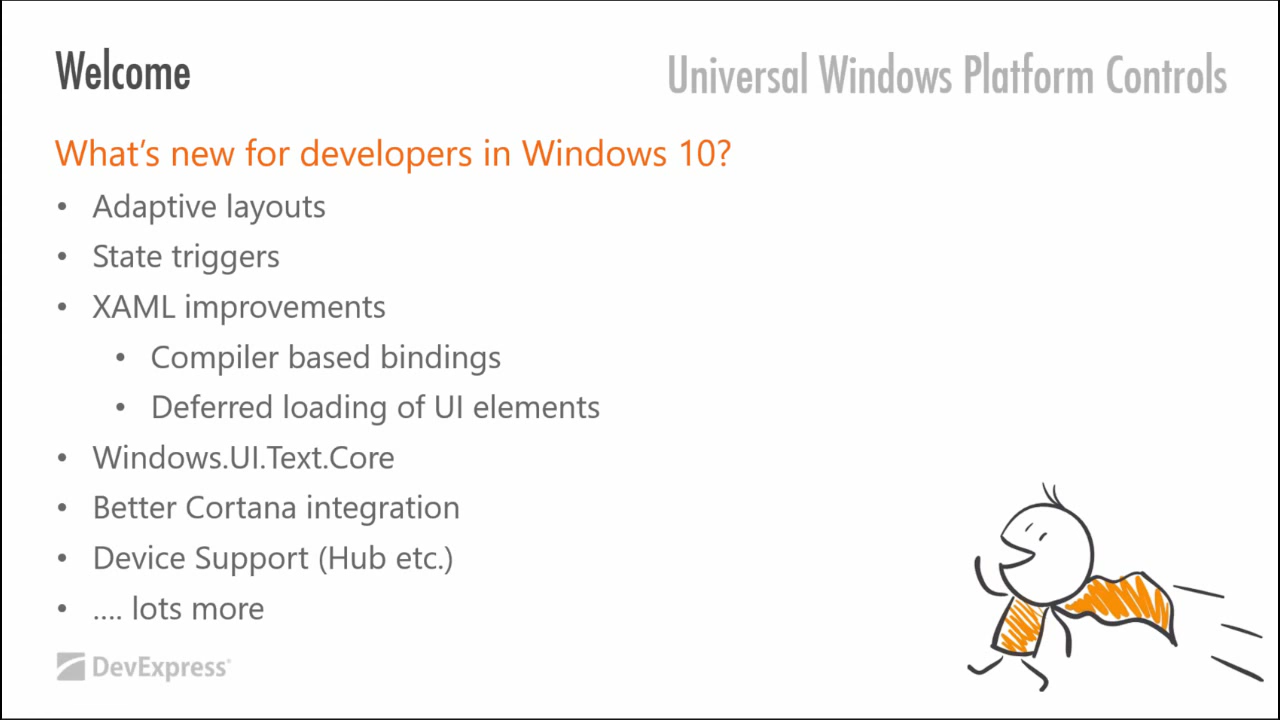 Welcome
Universal Windows Platform Controls
What's new for developers in Windows 10?
• Adaptive layouts
• State triggers
• XAML improvements
• Compiler based bindings
• Deferred loading of UI elements
• Windows.UI.Text.Core
• Better Cortana integration
• Device Support (Hub etc.)
• .... lots more
DevExpress